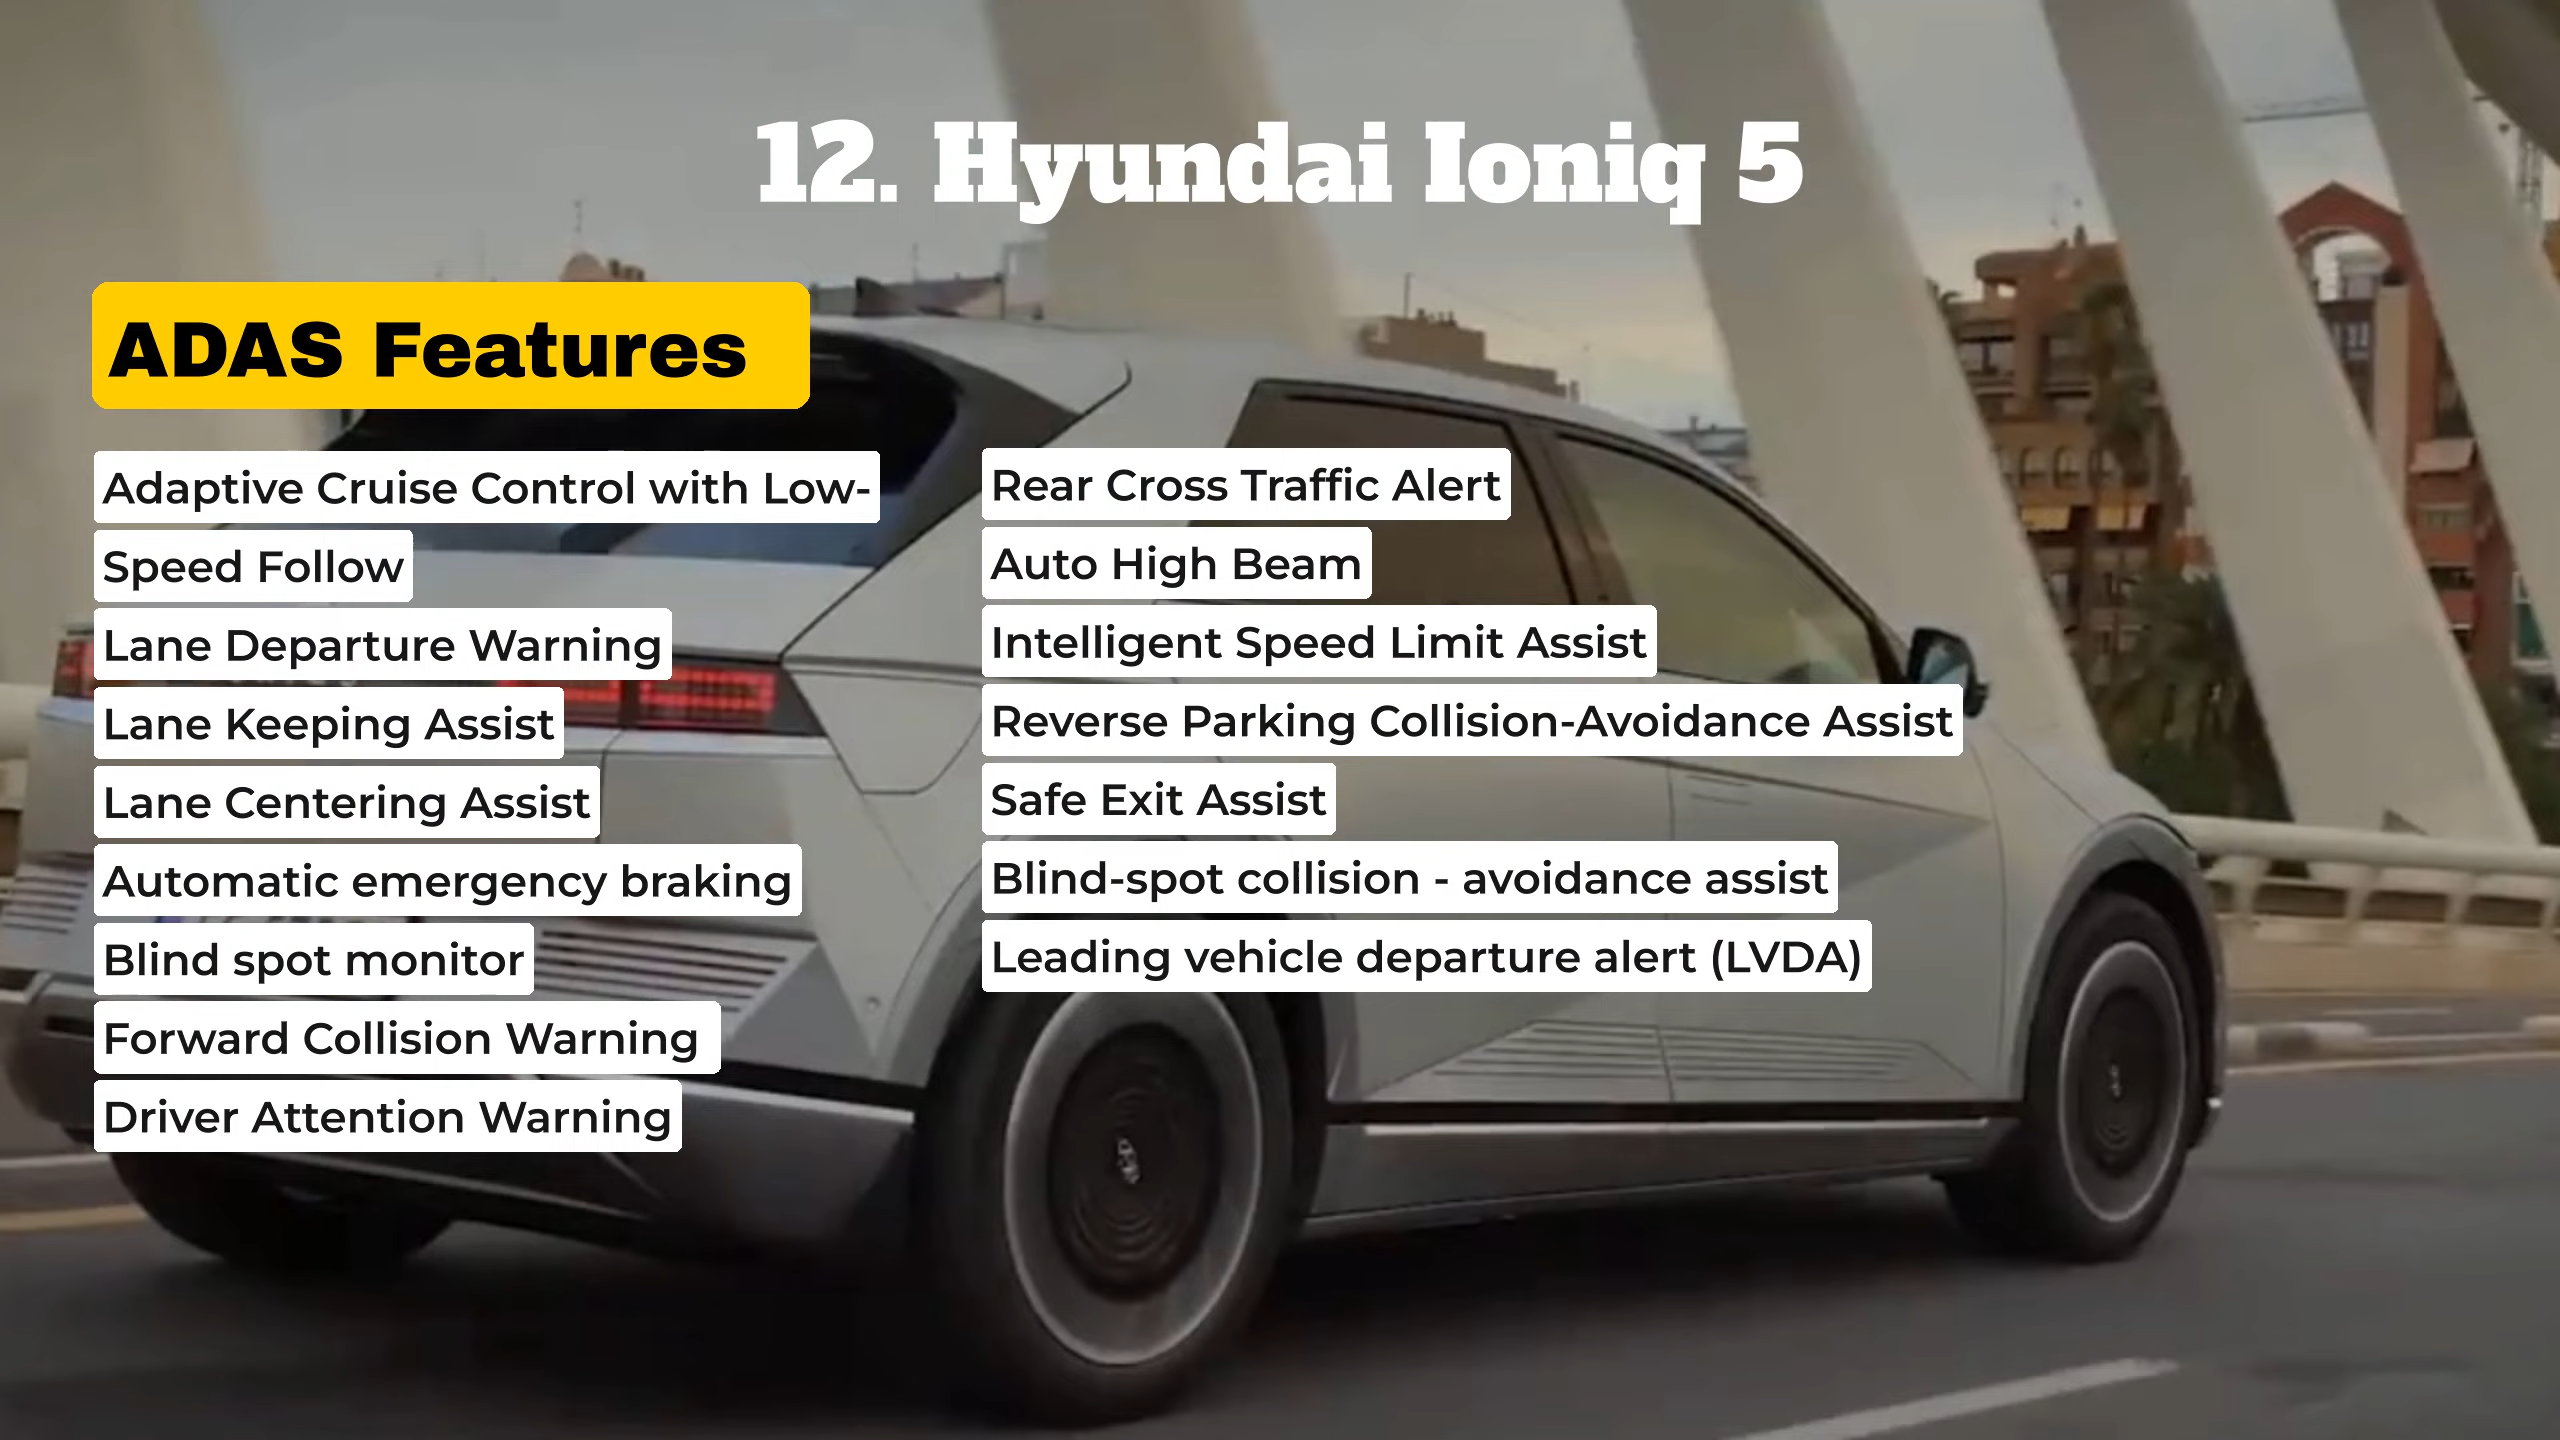 12. Hyundai Ioniq 5
ADAS Features
Adaptive Cruise Control with Low-
Speed Follow
Lane Departure Warning
Lane Keeping Assist
Lane Centering Assist
Automatic emergency braking
Blind spot monitor
Forward Collision Warning
Driver Attention Warning
Rear Cross Traffic Alert
Auto High Beam
Intelligent Speed Limit Assist
Reverse Parking Collision-Avoidance Assist
Safe Exit Assist
Blind-spot collision - avoidance assist
Leading vehicle departure alert (LVDA)